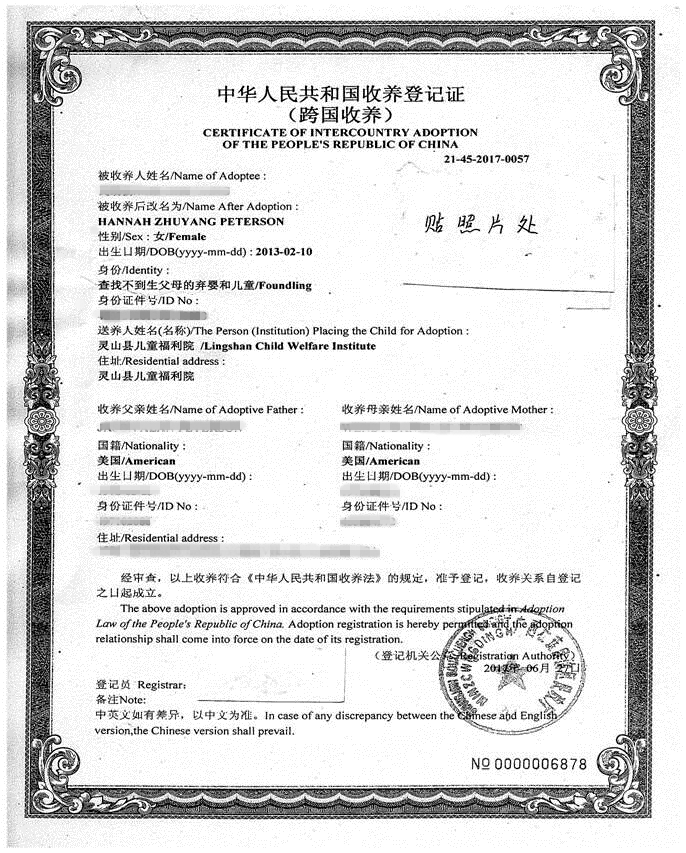 中华人民共和国收养登记证
（跨国收养）
CERTIFICATE OF INTERCOUNTRY ADOPTION
OF THE PEOPLE'S REPUBLIC OF CHINA
21-45-2017-0057
被收养人姓名/Name of Adoptee :
被收养后改名为/Name After Adoption :
HANNAH ZHUYANG PETERSON
性别/Sex : 女/Female
出生日期/DOB(yyyy-mm-dd) : 2013-02-10
贴照片处
身份/Identity :
查找不到生父母的弃婴和儿童/Foundling
身份证件号/ID No :
送养人姓名(名称)/The Person (Institution) Placing the Child for Adoption :
灵山县儿童福利院 /Lingshan Child Welfare Institute
住址/Residential address :
灵山县儿童福利院
收养父亲姓名/Name of Adoptive Father : 收养母亲姓名/Name of Adoptive Mother :
国籍/Nationality : 国籍/Nationality :
美国/American 美国/American
出生日期/DOB(yyyy-mm-dd) : 出生日期/DOB(yyyy-mm-dd) :
身份证件号/ID No : 身份证件号/ID No :
住址/Residential address :
经审查，以上收养符合《中华人民共和国收养法》的规定，准予登记，收养关系自登记
之日起成立。
The above adoption is approved in accordance with the requirements stipulated in Adoption
Law of the People's Republic of China. Adoption registration is hereby permitted and the adoption
relationship shall come into force on the date of its registration.
(登记机关公 Registration Authority)
2017年 06月 27日
登记员 Registrar:
备注Note:
中英文如有差异，以中文为准。In case of any discrepancy between the Chinese and English
version,the Chinese version shall prevail.
№ 0000006878